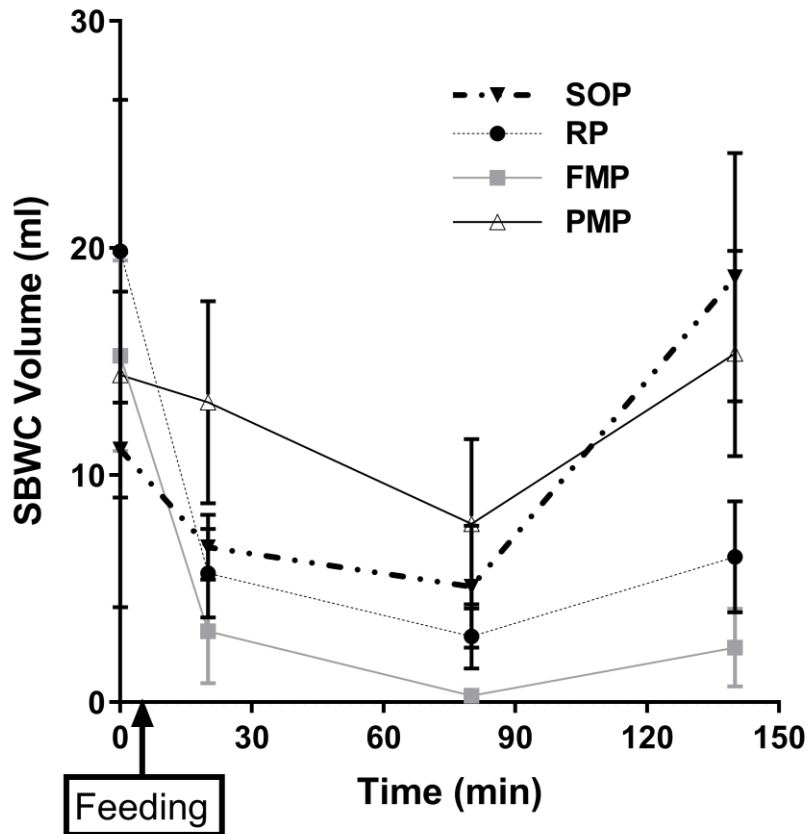 30
20
10
0
SBWC Volume (ml)
SOP
RP
FMP
PMP
0 30 60 90 120 150
Time (min)
Feeding